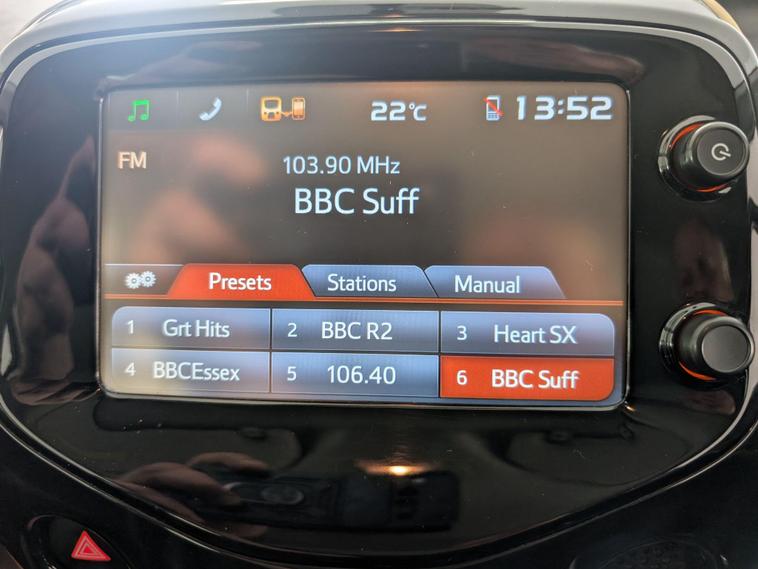 22°C 13:52
FM
103.90 MHz
BBC Suff
Presets Stations Manual
1 Grt Hits 2 BBC R2 3 Heart SX
4 BBCEssex 5 106.40 6 BBC Suff